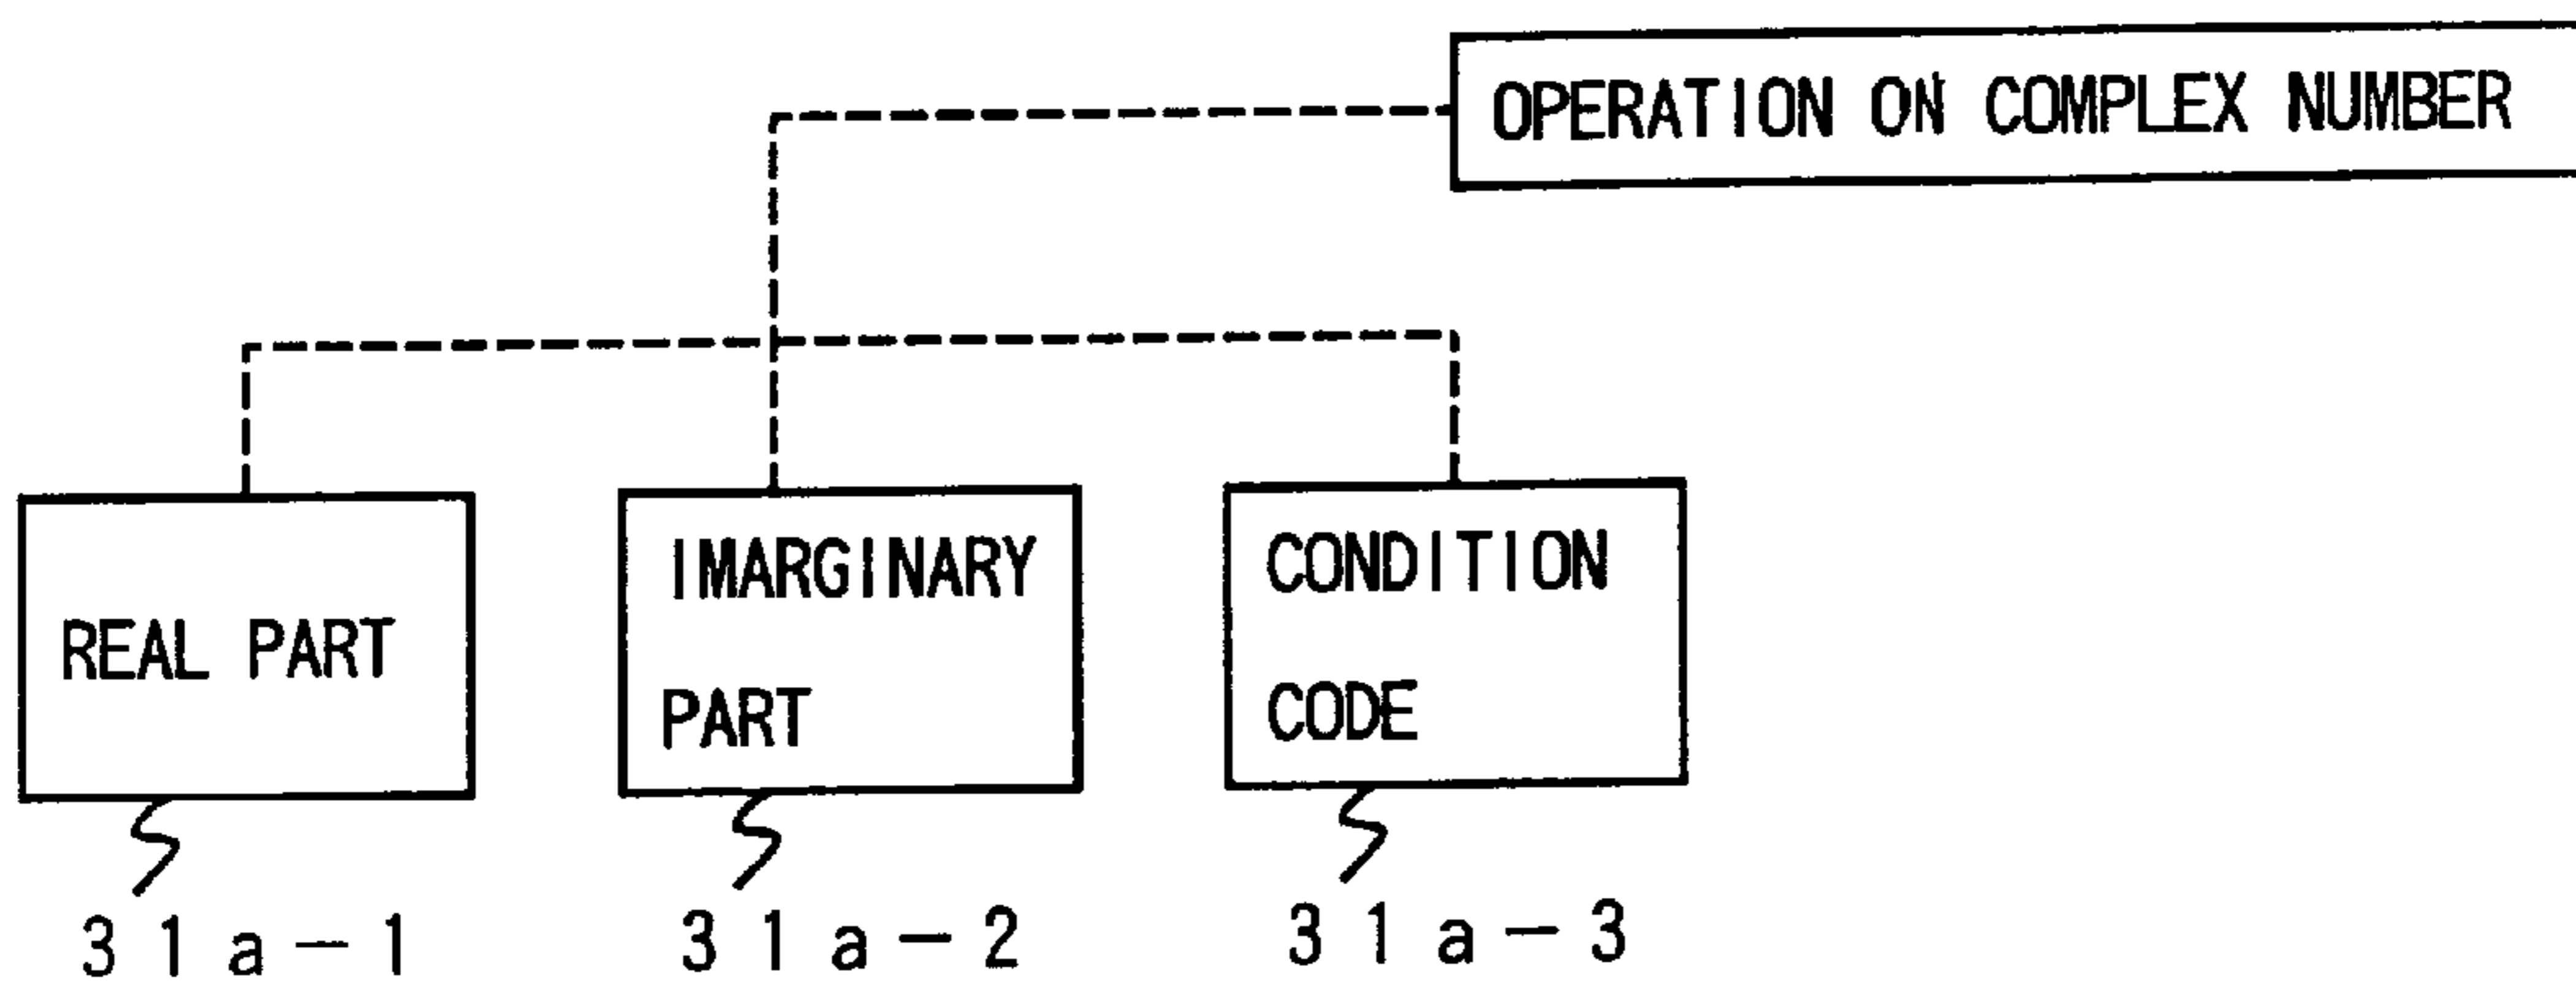 OPERATION ON COMPLEX NUMBER
REAL PART
IMARGINARY
PART
CONDITION
CODE
31a-1
31a-2
31a-3